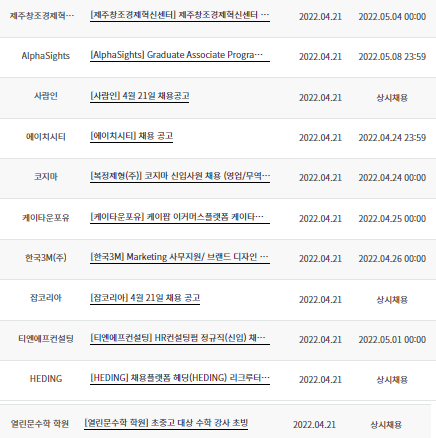 제주창조경제혁… [제주창조경제혁신센터] 제주창조경제혁신센터 … 2022.04.21 2022.05.04 00:00
AlphaSights [AlphaSights] Graduate Associate Progra… 2022.04.21 2022.05.08 23:59
사람인 [사람인] 4월 21일 채용공고 2022.04.21 상시채용
에이치시티 [에이치시티] 채용 공고 2022.04.21 2022.04.24 23:59
코지마 [복정제형(주)] 코지마 신입사원 채용 (영업/무역… 2022.04.21 2022.04.24 00:00
케이타운포유 [케이타운포유] 케이팝 이커머스플랫폼 케이타… 2022.04.21 2022.04.25 00:00
한국3M(주) [한국3M] Marketing 사무지원/ 브랜드 디자인 … 2022.04.21 2022.04.26 00:00
잡코리아 [잡코리아] 4월 21일 채용 공고 2022.04.21 상시채용
티앤에프컨설팅 [티앤에프컨설팅] HR컨설팅펌 정규직(신입) 채… 2022.04.21 2022.05.01 00:00
HEDING [HEDING] 채용플랫폼 헤딩(HEDING) 리크루터… 2022.04.21 상시채용
열린문수학 학원 [열린문수학 학원] 초중고 대상 수학 강사 초빙 2022.04.21 상시채용